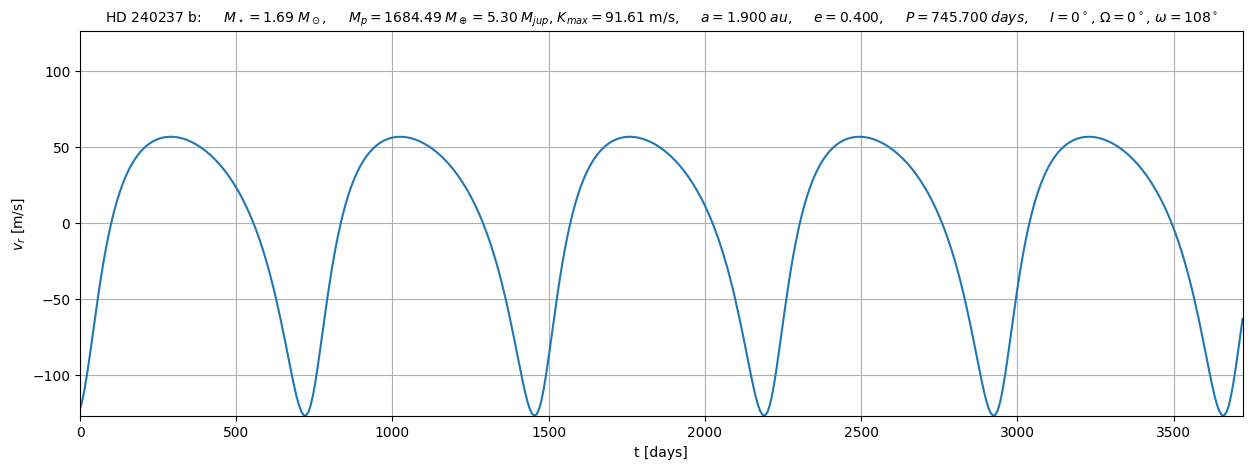 HD 240237 b: M⋆ = 1.69 M⊙, Mp = 1684.49 M⊕ = 5.30 Mjup, Kmax = 91.61 m/s, a = 1.900 au, e = 0.400, P = 745.700 days, I = 0°, Ω = 0°, ω = 108°
100
50
0
−50
−100
vr [m/s]
0 500 1000 1500 2000 2500 3000 3500
t [days]